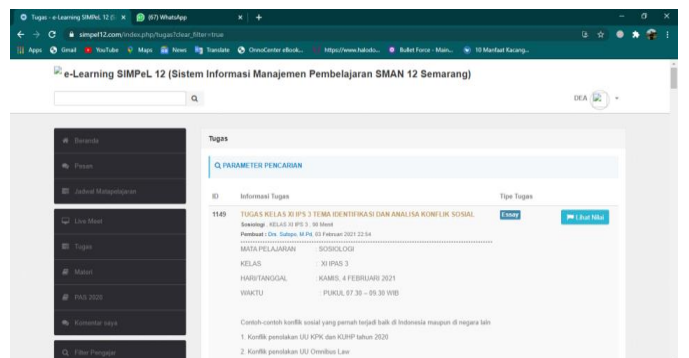 Tugas - e-Learning SIMPeL 12 (S
(67) WhatsApp
simpel12.com/index.php/tugas?clear_filter=true
Apps
Gmail
YouTube
Maps
News
Translate
OnnoCenter eBook...
https://www.halodo...
Bullet Force - Main...
10 Manfaat Kacang...
e-Learning SIMPeL 12 (Sistem Informasi Manajemen Pembelajaran SMAN 12 Semarang)
DEA
Beranda
Pesan
Jadwal Matapelajaran
Live Meet
Tugas
Materi
PAS 2020
Komentar saya
Filter Pengajar
Tugas
PARAMETER PENCARIAN
ID Informasi Tugas Tipe Tugas
1149 TUGAS KELAS XI IPS 3 TEMA IDENTIFIKASI DAN ANALISA KONFLIK SOSIAL Essay Lihat Nilai
Sosiologi , KELAS XI IPS 3 , 90 Menit
Pembuat : Drs. Sutopo, M.Pd, 03 Februari 2021 22:54
MATA PELAJARAN : SOSIOLOGI
KELAS : XI IPAS 3
HARI/TANGGAL : KAMIS, 4 FEBRUARI 2021
WAKTU : PUKUL 07.30 – 09.30 WIB
Contoh-contoh konflik sosial yang pernah terjadi baik di Indonesia maupun di negara lain
1. Konflik penolakan UU KPK dan KUHP tahun 2020
2. Konflik penolakan UU Omnibus Law